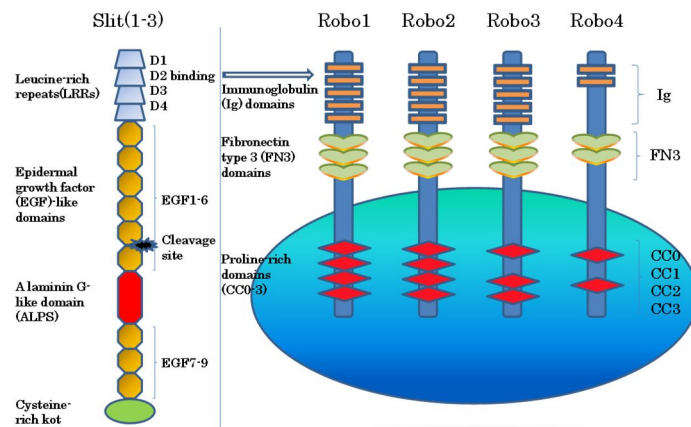 Slit(1-3)
Robo1
Robo2
Robo3
Robo4
D1
D2 binding
D3
D4
Leucine-rich
repeats(LRRs)
Immunoglobulin
(Ig) domains
Ig
Fibronectin
type 3 (FN3)
domains
FN3
Epidermal
growth factor
(EGF)-like
domains
EGF1-6
Cleavage
site
Proline-rich
domains
(CC0-3)
CC0
CC1
CC2
CC3
A laminin G-
like domain
(ALPS)
EGF7-9
Cysteine-
rich kot